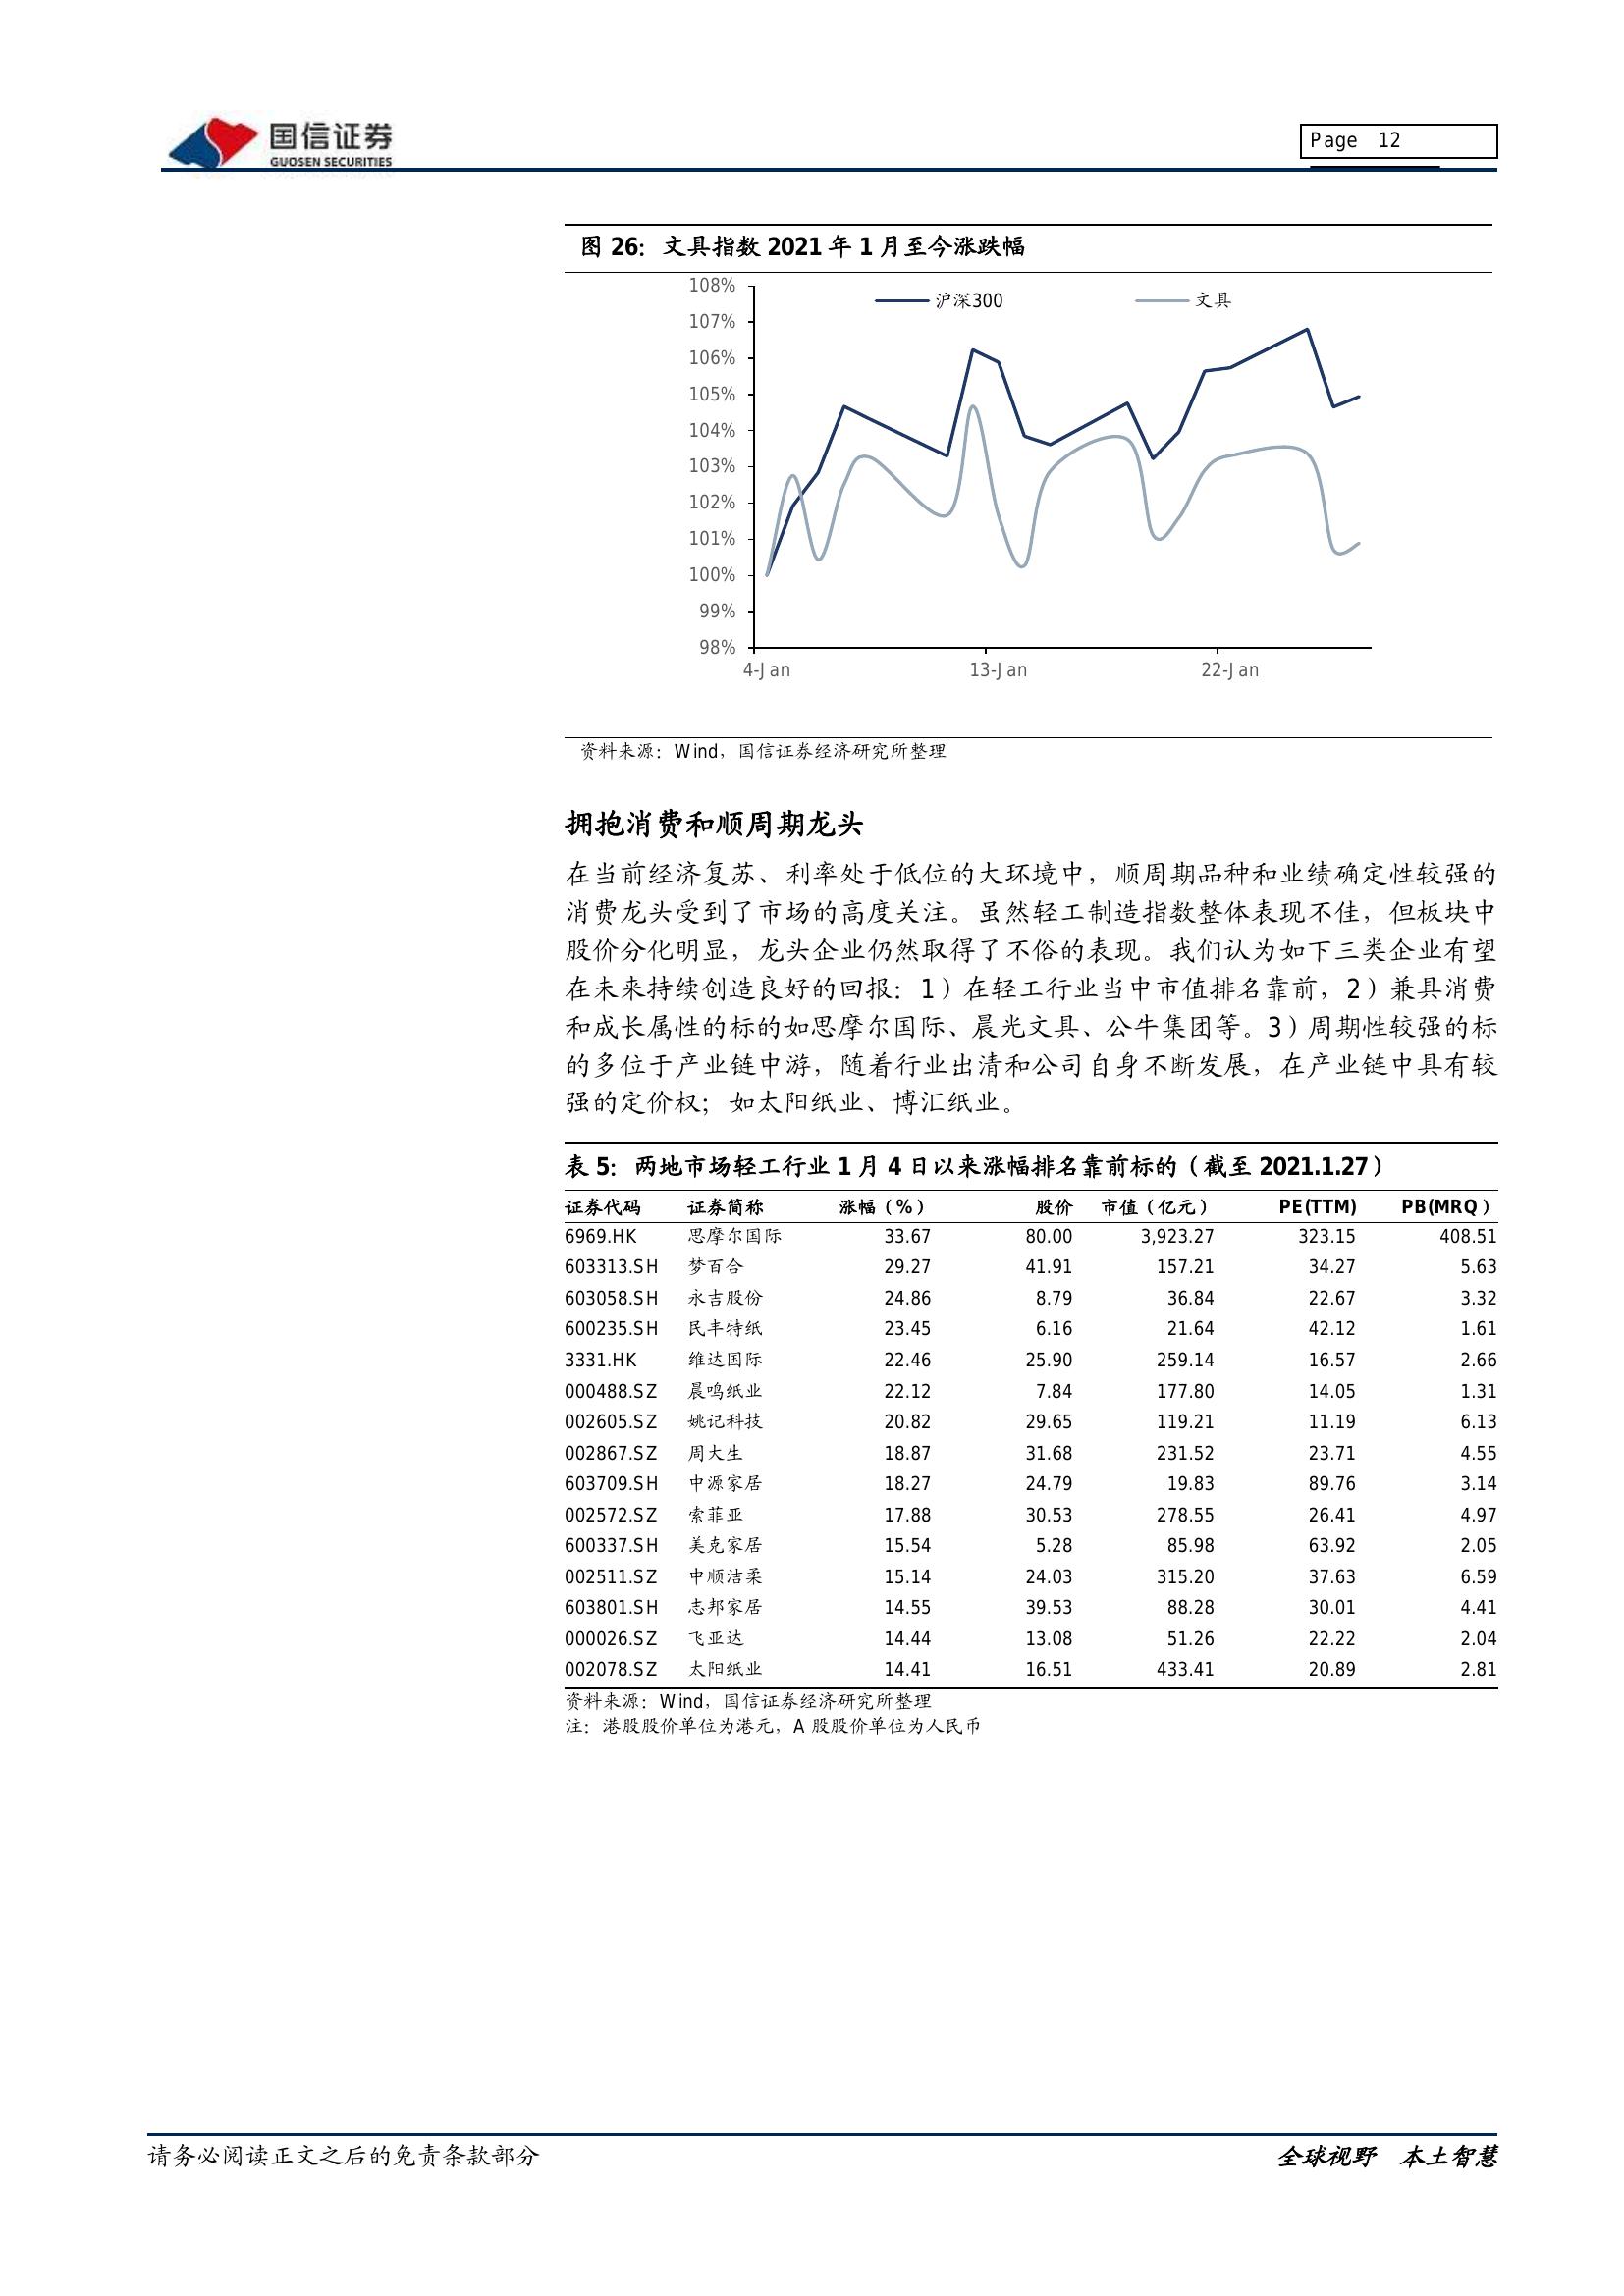 国信证券
GUOSEN SECURITIES
Page 12
图 26：文具指数 2021 年 1 月至今涨跌幅
108%
107%
106%
105%
104%
103%
102%
101%
100%
99%
98%
沪深300 文具
4-Jan 13-Jan 22-Jan
资料来源：Wind，国信证券经济研究所整理
拥抱消费和顺周期龙头
在当前经济复苏、利率处于低位的大环境中，顺周期品种和业绩确定性较强的
消费龙头受到了市场的高度关注。虽然轻工制造指数整体表现不佳，但板块中
股价分化明显，龙头企业仍然取得了不俗的表现。我们认为如下三类企业有望
在未来持续创造良好的回报：1）在轻工行业当中市值排名靠前，2）兼具消费
和成长属性的标的如思摩尔国际、晨光文具、公牛集团等。3）周期性较强的标
的多位于产业链中游，随着行业出清和公司自身不断发展，在产业链中具有较
强的定价权；如太阳纸业、博汇纸业。
表 5：两地市场轻工行业 1 月 4 日以来涨幅排名靠前标的（截至 2021.1.27）
证券代码 证券简称 涨幅（%） 股价 市值（亿元） PE(TTM) PB(MRQ）
6969.HK 思摩尔国际 33.67 80.00 3,923.27 323.15 408.51
603313.SH 梦百合 29.27 41.91 157.21 34.27 5.63
603058.SH 永吉股份 24.86 8.79 36.84 22.67 3.32
600235.SH 民丰特纸 23.45 6.16 21.64 42.12 1.61
3331.HK 维达国际 22.46 25.90 259.14 16.57 2.66
000488.SZ 晨鸣纸业 22.12 7.84 177.80 14.05 1.31
002605.SZ 姚记科技 20.82 29.65 119.21 11.19 6.13
002867.SZ 周大生 18.87 31.68 231.52 23.71 4.55
603709.SH 中源家居 18.27 24.79 19.83 89.76 3.14
002572.SZ 索菲亚 17.88 30.53 278.55 26.41 4.97
600337.SH 美克家居 15.54 5.28 85.98 63.92 2.05
002511.SZ 中顺洁柔 15.14 24.03 315.20 37.63 6.59
603801.SH 志邦家居 14.55 39.53 88.28 30.01 4.41
000026.SZ 飞亚达 14.44 13.08 51.26 22.22 2.04
002078.SZ 太阳纸业 14.41 16.51 433.41 20.89 2.81
资料来源：Wind，国信证券经济研究所整理
注：港股股价单位为港元，A 股股价单位为人民币
请务必阅读正文之后的免责条款部分 全球视野 本土智慧